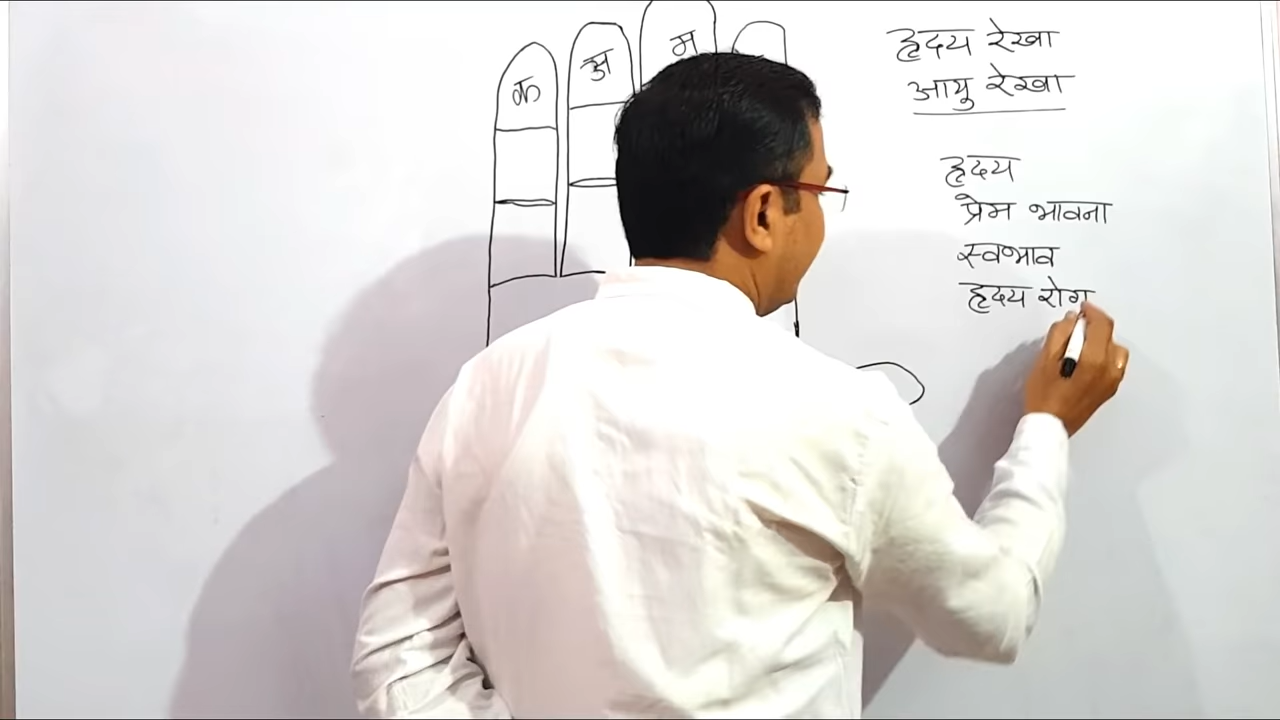 हृदय रेखा
आयु रेखा
हृदय
प्रेम भावना
स्वभाव
हृदय रोग
क
अ
म